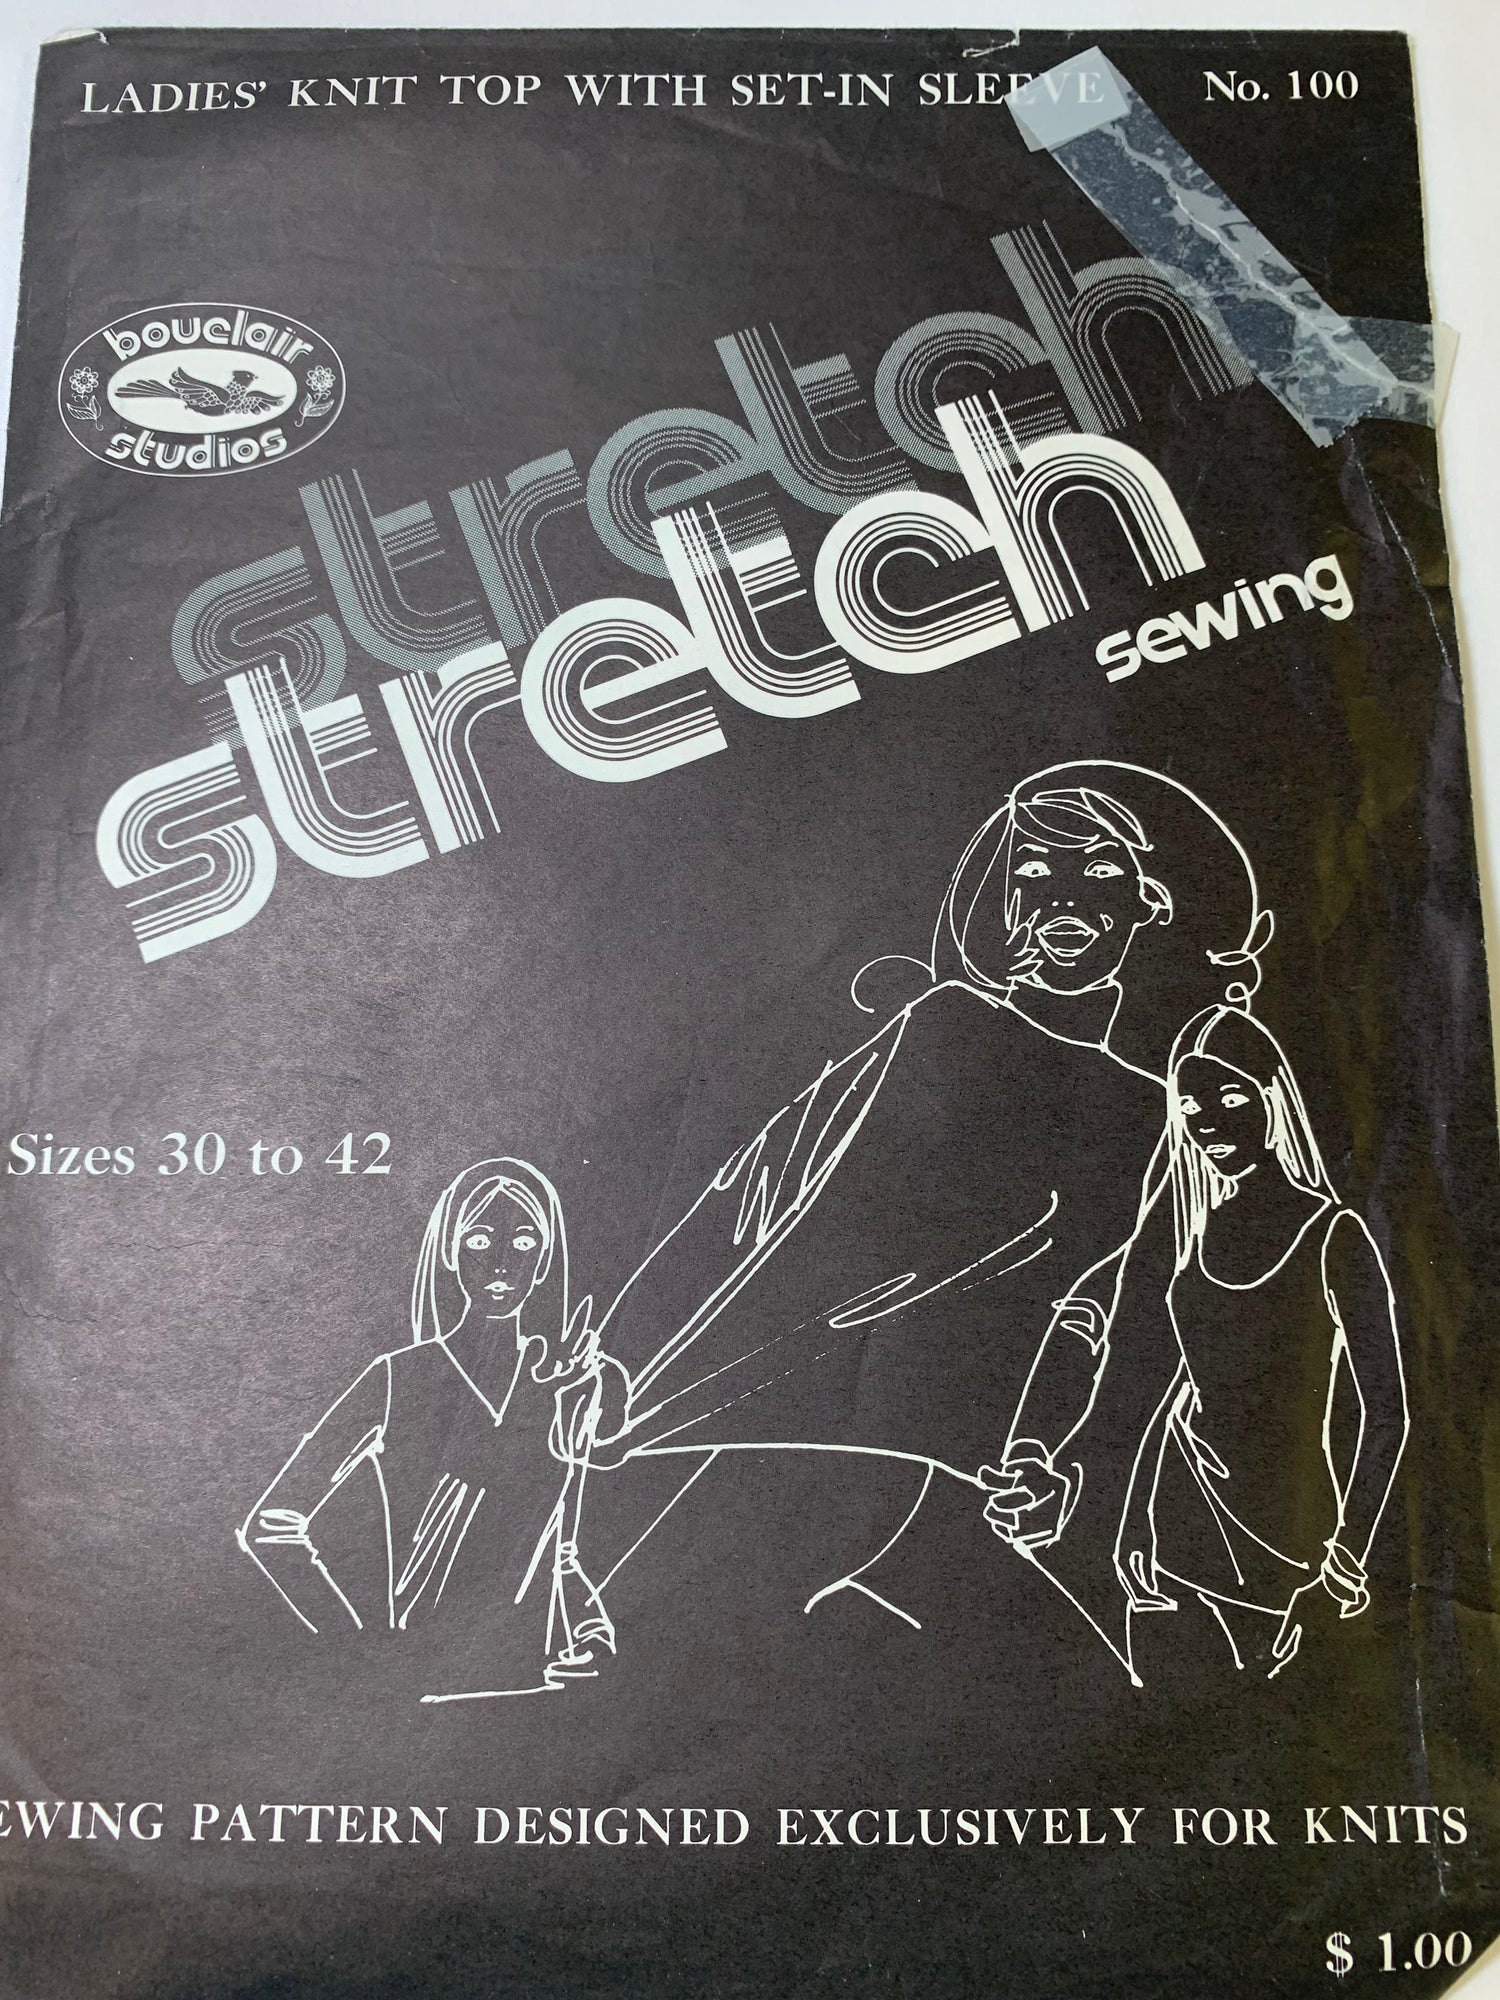 LADIES' KNIT TOP WITH SET-IN SLEEVE No. 100
bouclair
studios
stretch
stretch
sewing
Sizes 30 to 42
EWING PATTERN DESIGNED EXCLUSIVELY FOR KNITS
$ 1.00